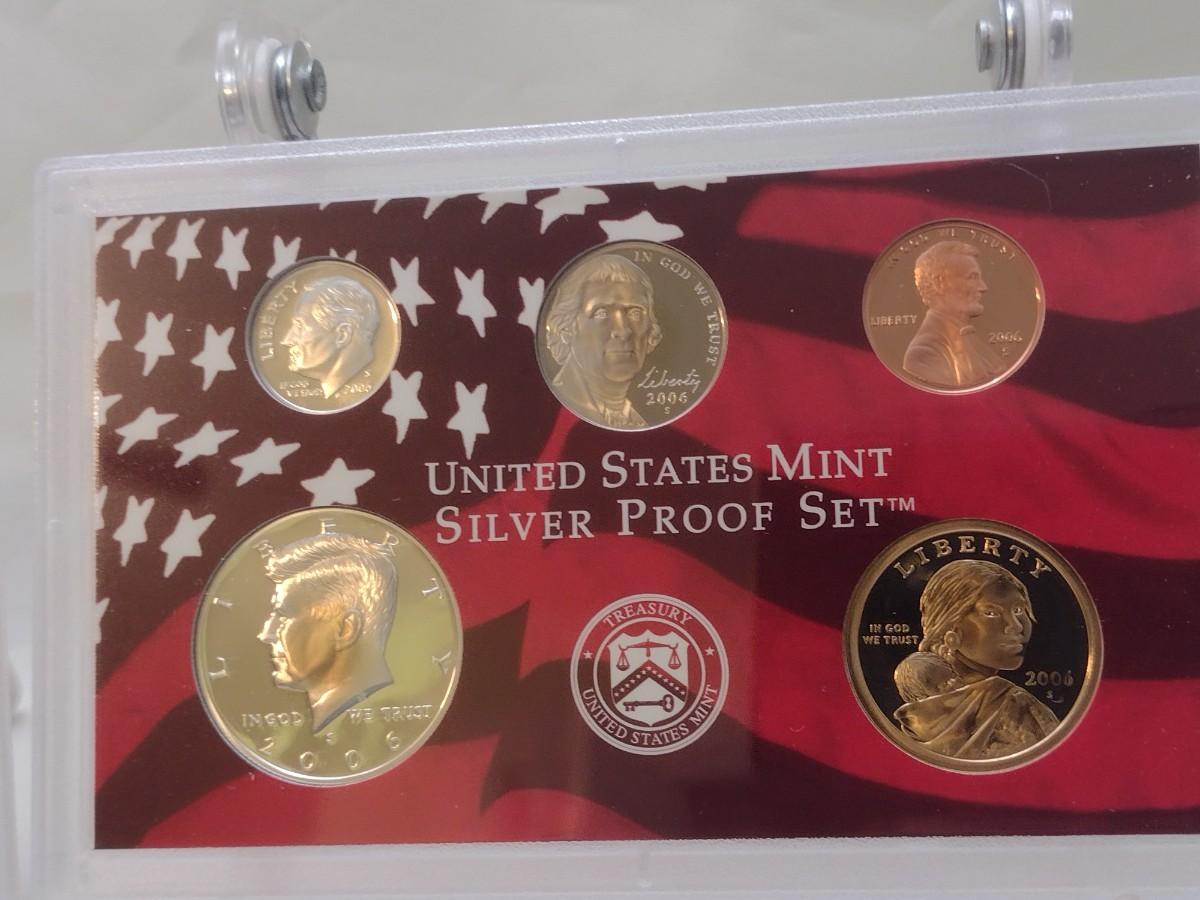 LIBERTY
IN GOD
WE TRUST
2006
S
IN GOD WE TRUST
Liberty
2006
S
IN GOD WE TRUST
LIBERTY
2006
S
UNITED STATES MINT
SILVER PROOF SET™
LIBERTY
IN GOD WE TRUST
S
2006
TREASURY
UNITED STATES MINT
LIBERTY
IN GOD
WE TRUST
2006
S